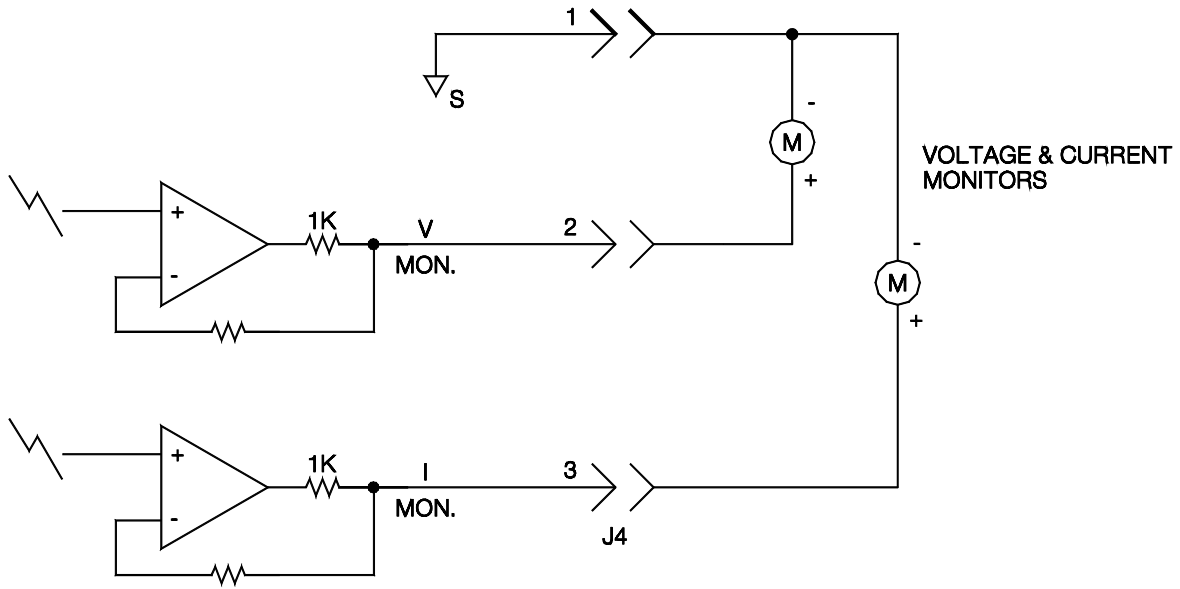 1
S
-
M
+
VOLTAGE & CURRENT
MONITORS
+
-
1K
V
MON.
2
-
M
+
+
-
1K
I
MON.
3
J4